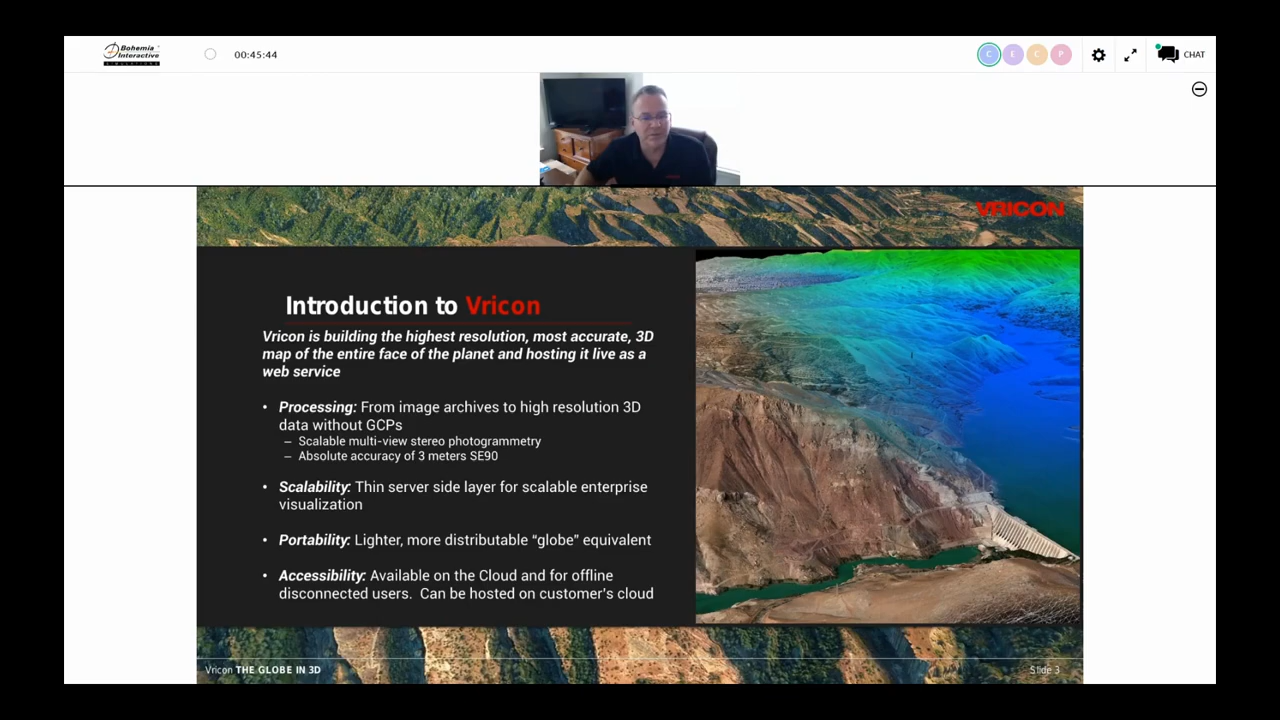 Bohemia
Interactive
SIMULATIONS
00:45:44
C E C P
CHAT
VRICON
Introduction to Vricon
Vricon is building the highest resolution, most accurate, 3D
map of the entire face of the planet and hosting it live as a
web service
• Processing: From image archives to high resolution 3D
data without GCPs
– Scalable multi-view stereo photogrammetry
– Absolute accuracy of 3 meters SE90
• Scalability: Thin server side layer for scalable enterprise
visualization
• Portability: Lighter, more distributable “globe” equivalent
• Accessibility: Available on the Cloud and for offline
disconnected users.  Can be hosted on customer's cloud
Vricon THE GLOBE IN 3D
Slide 3